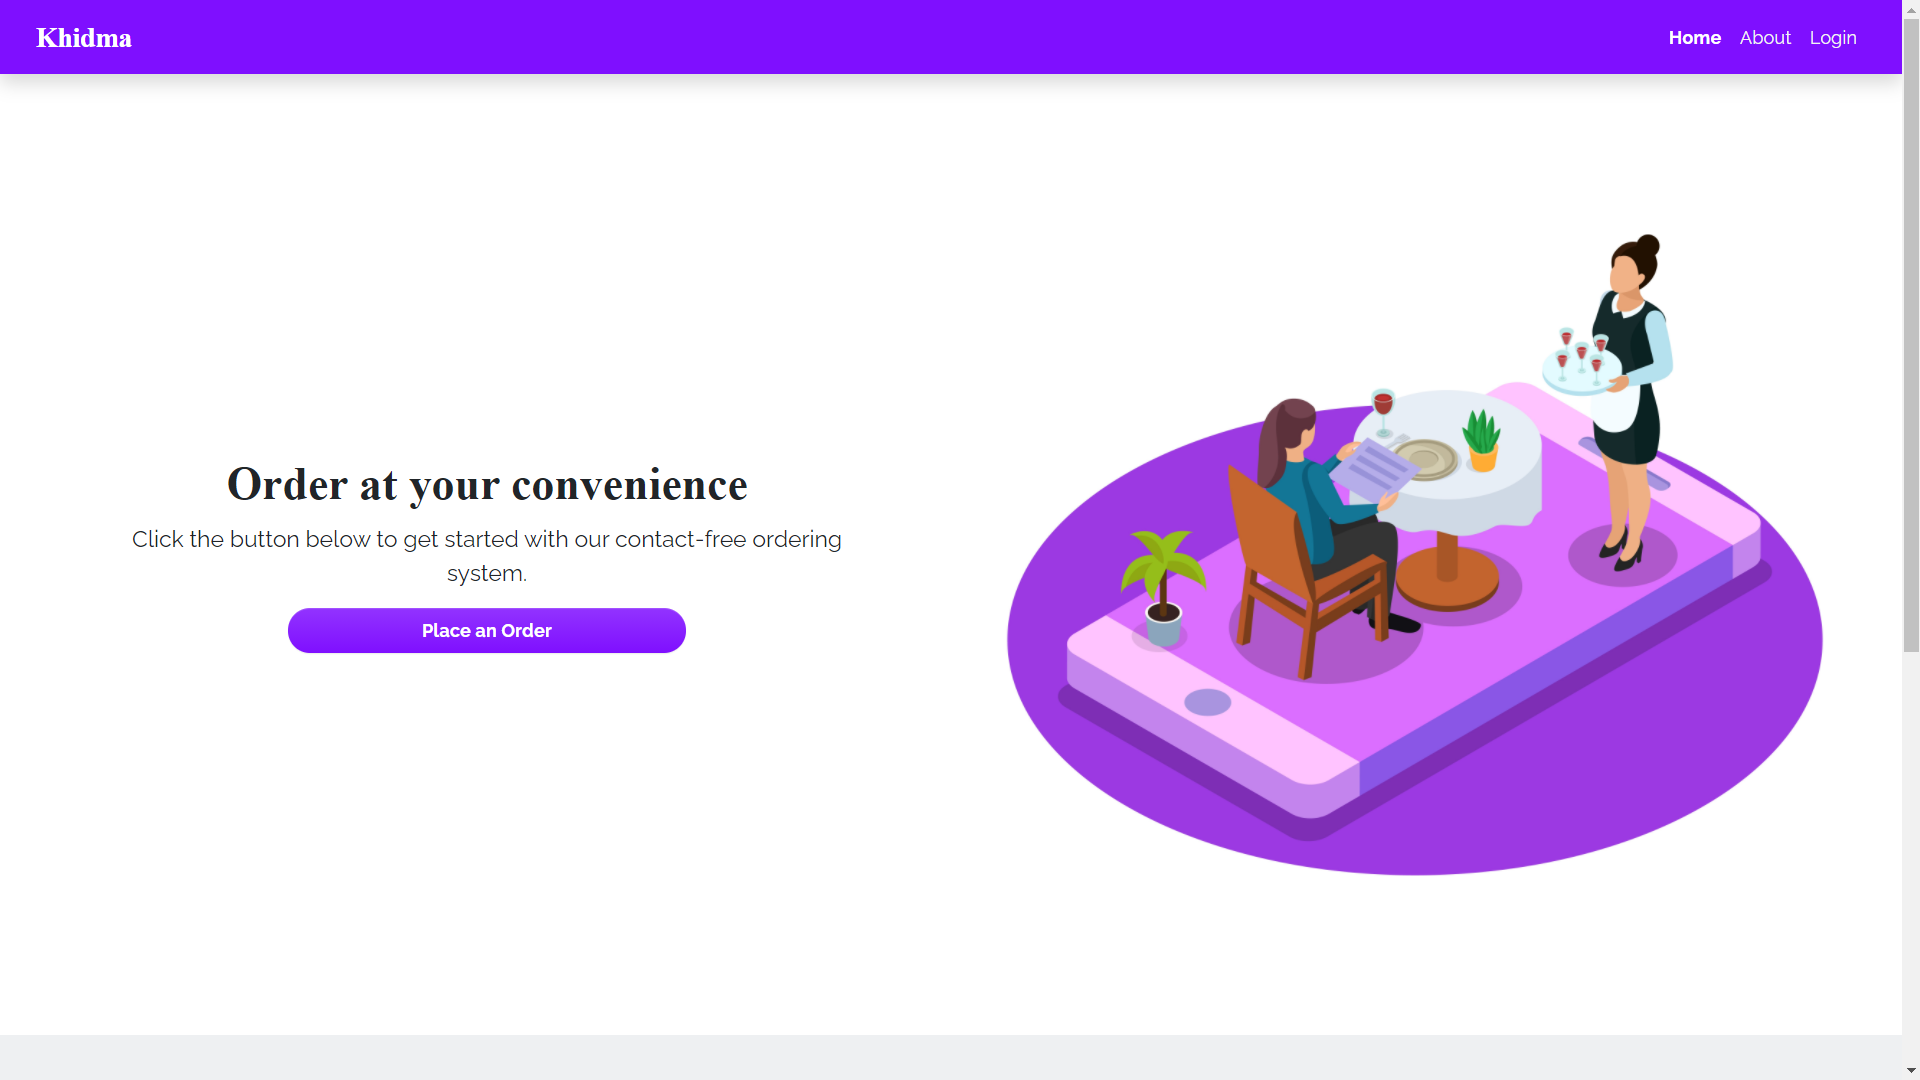 Khidma
Home About Login
Order at your convenience
Click the button below to get started with our contact-free ordering
system.
Place an Order